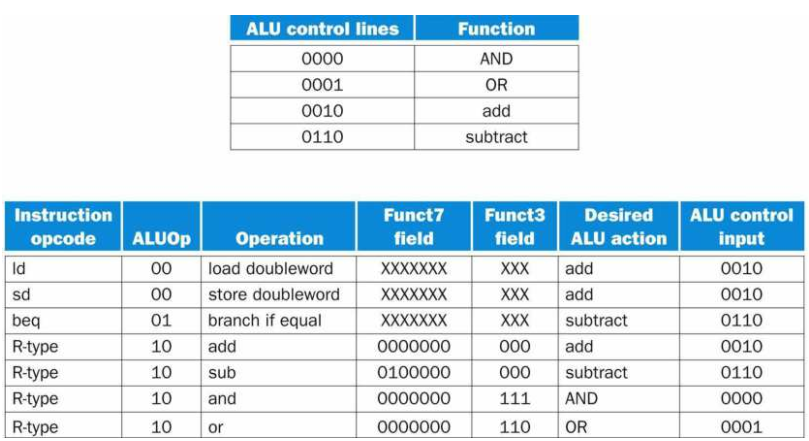 ALU control lines Function
0000 AND
0001 OR
0010 add
0110 subtract
Instruction opcode ALUOp Operation Funct7 field Funct3 field Desired ALU action ALU control input
ld 00 load doubleword XXXXXXX XXX add 0010
sd 00 store doubleword XXXXXXX XXX add 0010
beq 01 branch if equal XXXXXXX XXX subtract 0110
R-type 10 add 0000000 000 add 0010
R-type 10 sub 0100000 000 subtract 0110
R-type 10 and 0000000 111 AND 0000
R-type 10 or 0000000 110 OR 0001